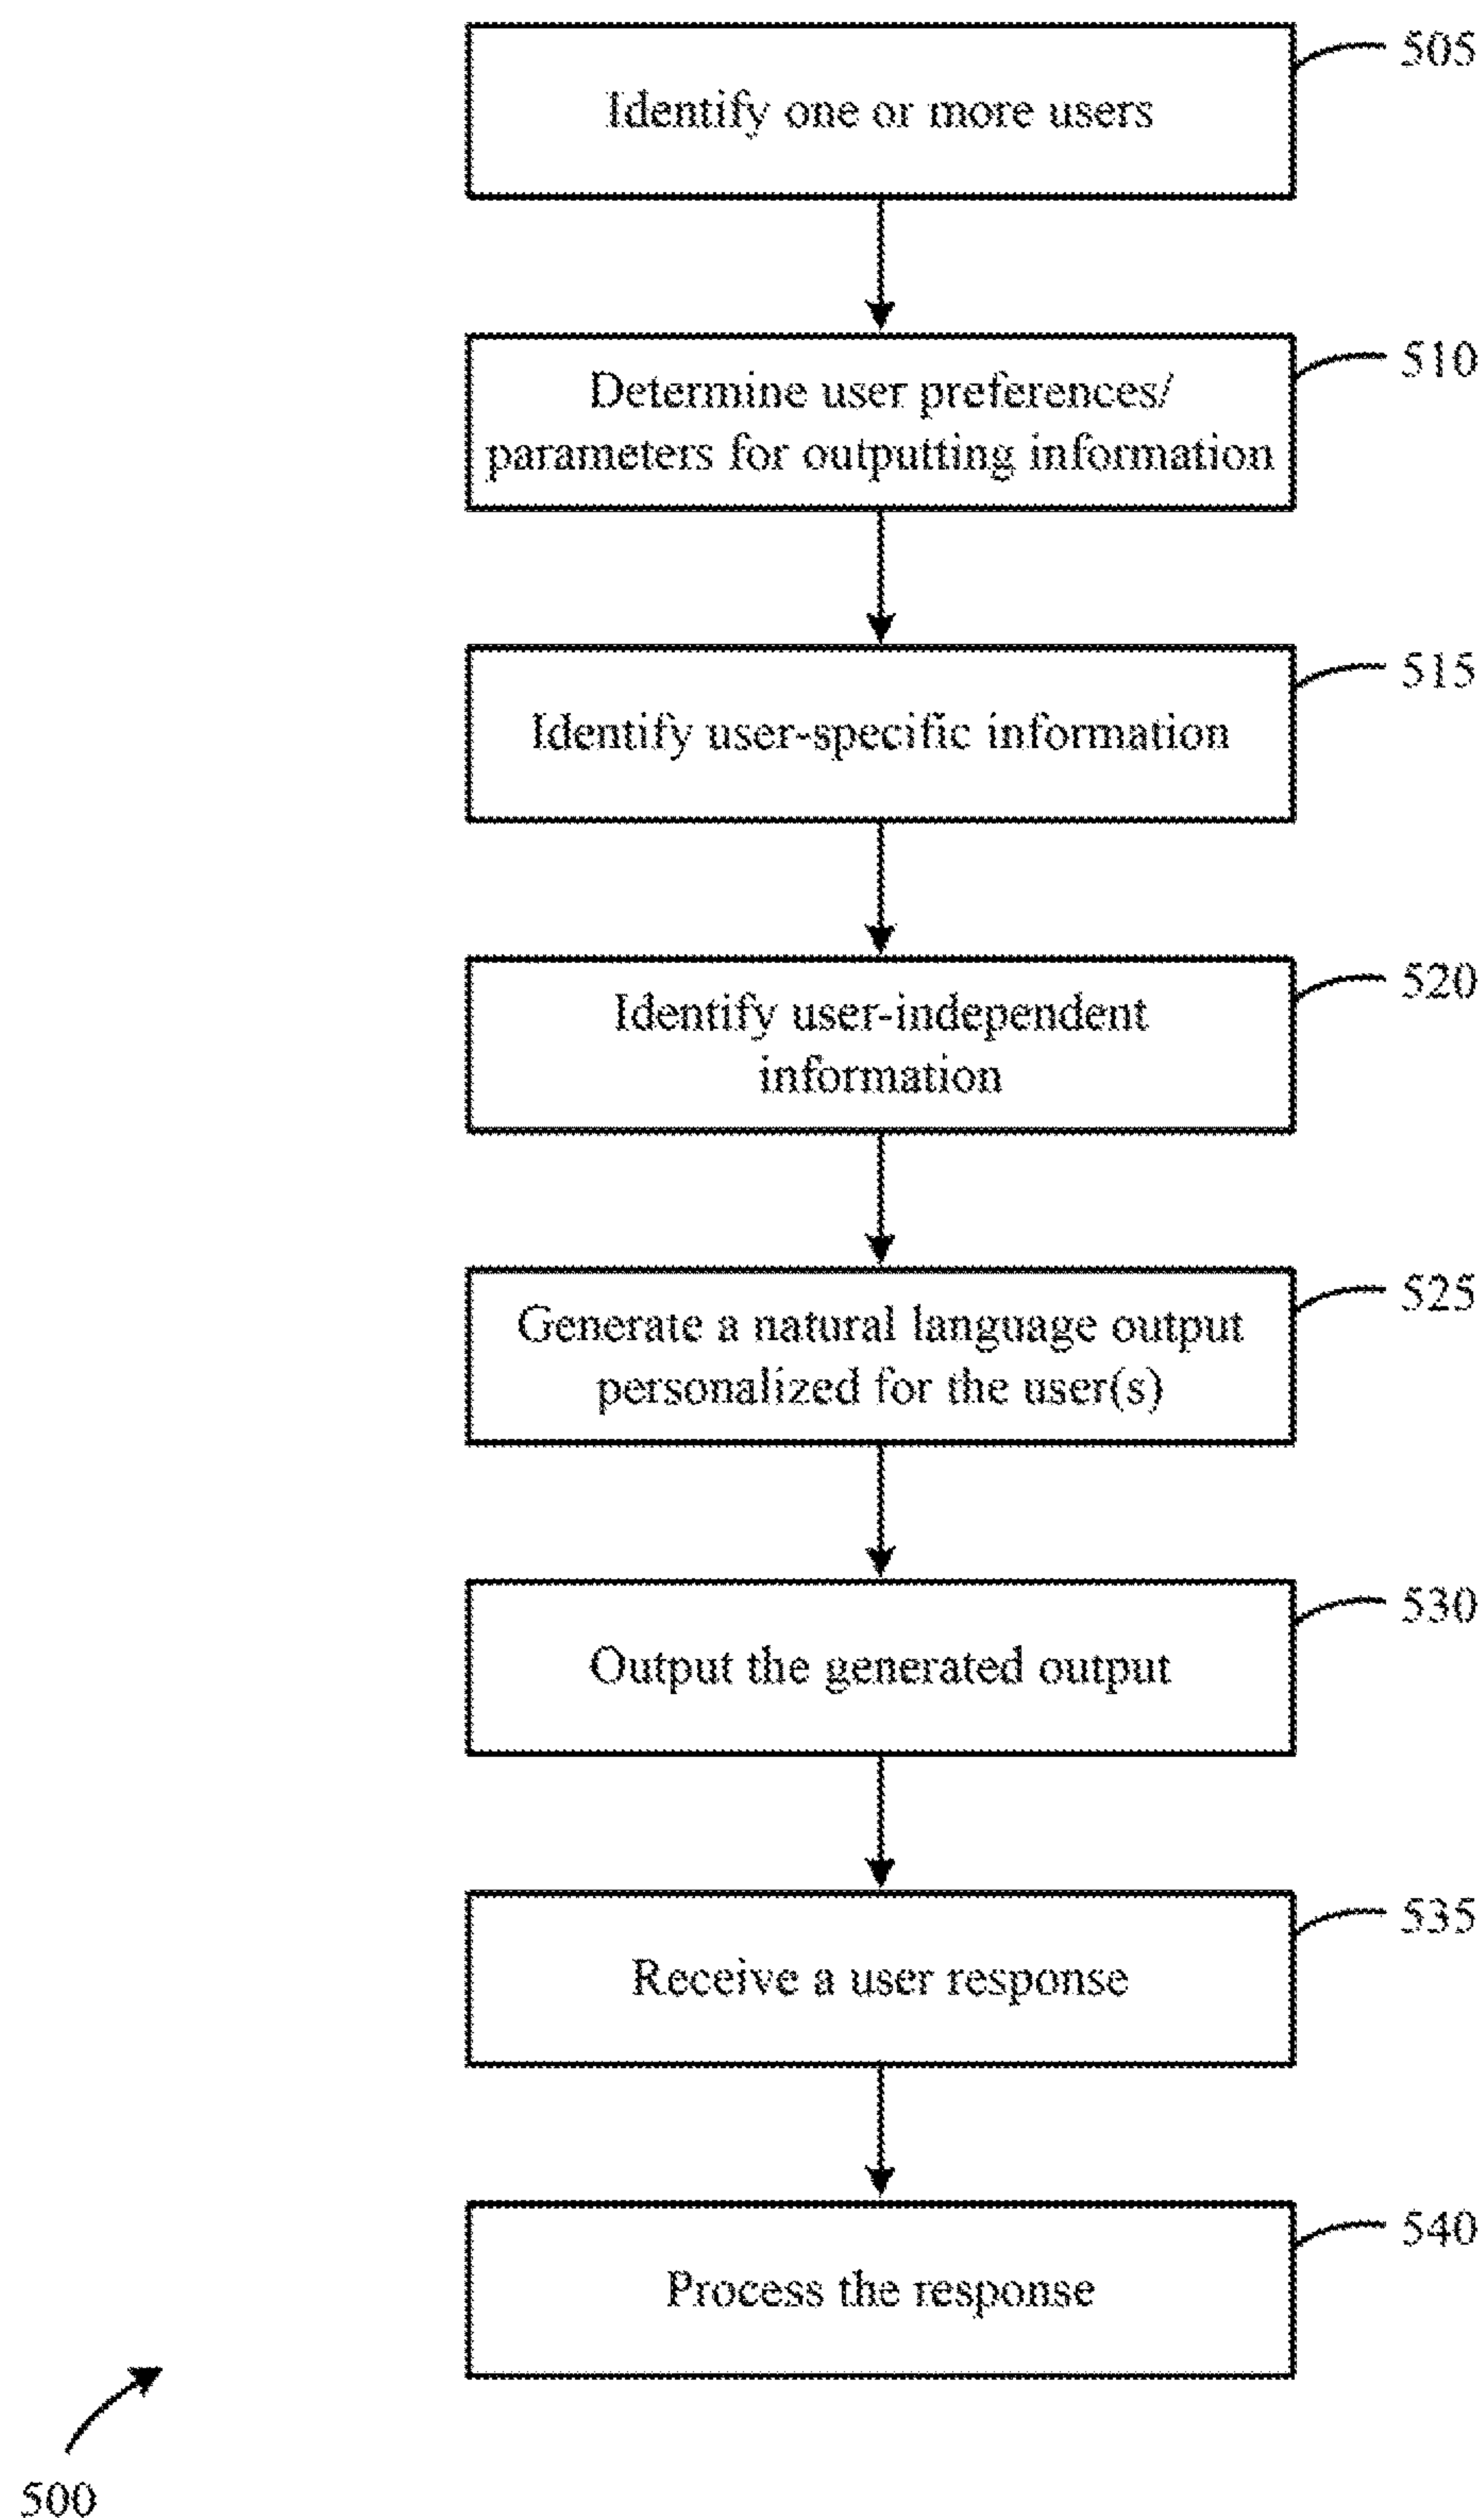 505
Identify one or more users
510
Determine user preferences/
parameters for outputting information
515
Identify user-specific information
520
Identify user-independent
information
525
Generate a natural language output
personalized for the user(s)
530
Output the generated output
535
Receive a user response
540
Process the response
500